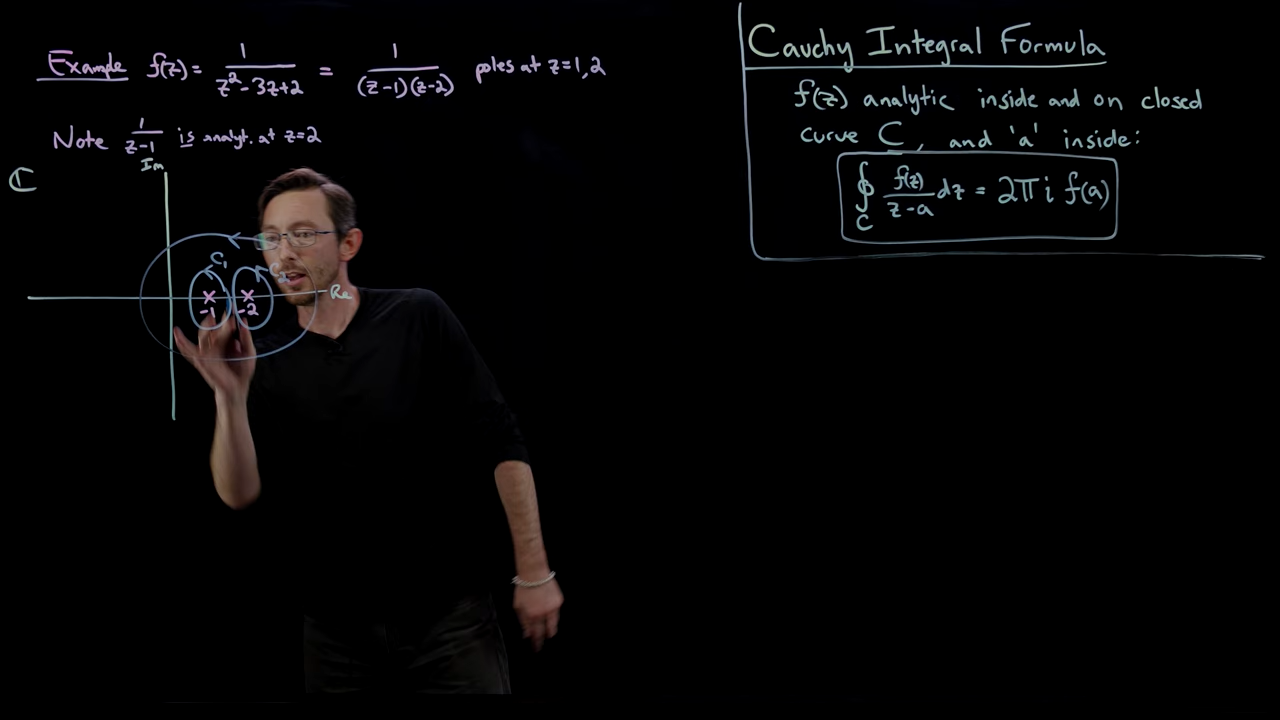 Example f(z) = 1/(z²-3z+2) = 1/((z-1)(z-2)) poles at z=1,2
Note 1/(z-1) is analyt. at z=2
ℂ
Im
C₁ C₂
Re
-1 -2
Cauchy Integral Formula
f(z) analytic inside and on closed
curve C, and 'a' inside:
∮_C f(z)/(z-a) dz = 2πi f(a)